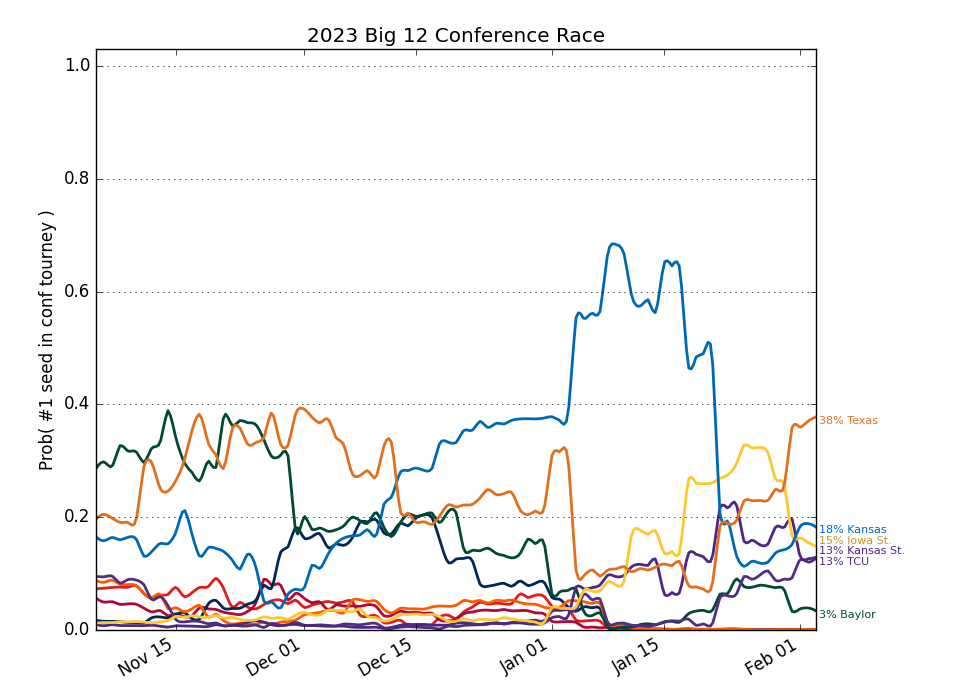 2023 Big 12 Conference Race
Prob( #1 seed in conf tourney )
1.0
0.8
0.6
0.4
0.2
0.0
38% Texas
18% Kansas
15% Iowa St.
13% Kansas St.
13% TCU
3% Baylor
Nov 15
Dec 01
Dec 15
Jan 01
Jan 15
Feb 01